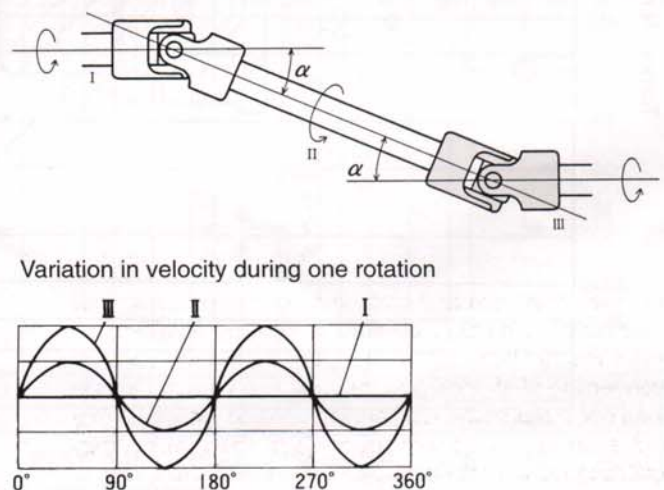 I
α
II
α
III
Variation in velocity during one rotation
III II I
0° 90° 180° 270° 360°